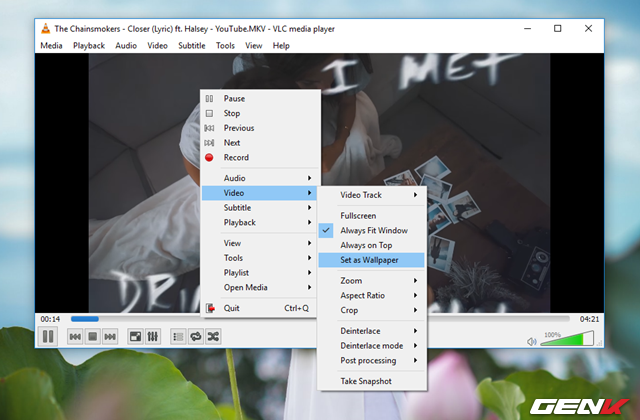 The Chainsmokers - Closer (Lyric) ft. Halsey - YouTube.MKV - VLC media player
Media Playback Audio Video Subtitle Tools View Help
I MET
Pause
Stop
Previous
Next
Record
Audio
Video
Subtitle
Playback
View
Tools
Playlist
Open Media
Quit Ctrl+Q
Video Track
Fullscreen
Always Fit Window
Always on Top
Set as Wallpaper
Zoom
Aspect Ratio
Crop
Deinterlace
Deinterlace mode
Post processing
Take Snapshot
00:14
04:21
100%
GENK